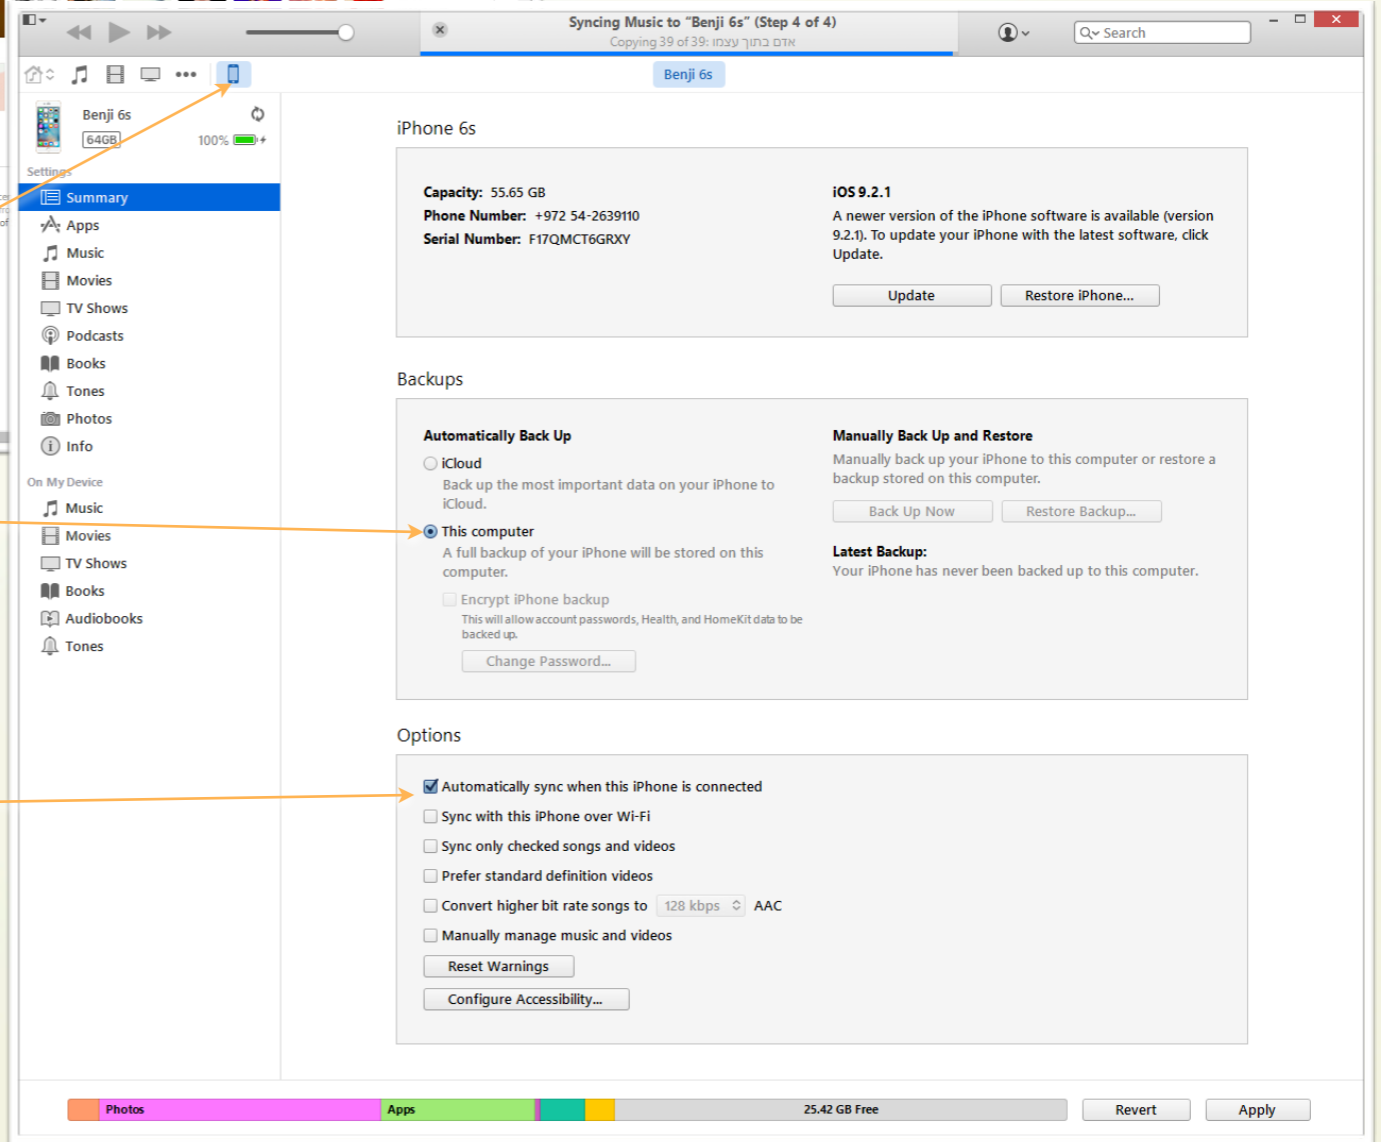 Syncing Music to “Benji 6s” (Step 4 of 4)
Copying 39 of 39: אדם בתוך עצמו
Search
Benji 6s
Benji 6s
64GB
100%
Settings
Summary
Apps
Music
Movies
TV Shows
Podcasts
Books
Tones
Photos
Info
On My Device
Music
Movies
TV Shows
Books
Audiobooks
Tones
iPhone 6s
Capacity: 55.65 GB
Phone Number: +972 54-2639110
Serial Number: F17QMCT6GRXY
iOS 9.2.1
A newer version of the iPhone software is available (version
9.2.1). To update your iPhone with the latest software, click
Update.
Update
Restore iPhone...
Backups
Automatically Back Up
iCloud
Back up the most important data on your iPhone to
iCloud.
This computer
A full backup of your iPhone will be stored on this
computer.
Encrypt iPhone backup
This will allow account passwords, Health, and HomeKit data to be
backed up.
Change Password...
Manually Back Up and Restore
Manually back up your iPhone to this computer or restore a
backup stored on this computer.
Back Up Now
Restore Backup...
Latest Backup:
Your iPhone has never been backed up to this computer.
Options
Automatically sync when this iPhone is connected
Sync with this iPhone over Wi-Fi
Sync only checked songs and videos
Prefer standard definition videos
Convert higher bit rate songs to 128 kbps AAC
Manually manage music and videos
Reset Warnings
Configure Accessibility...
Photos
Apps
25.42 GB Free
Revert
Apply